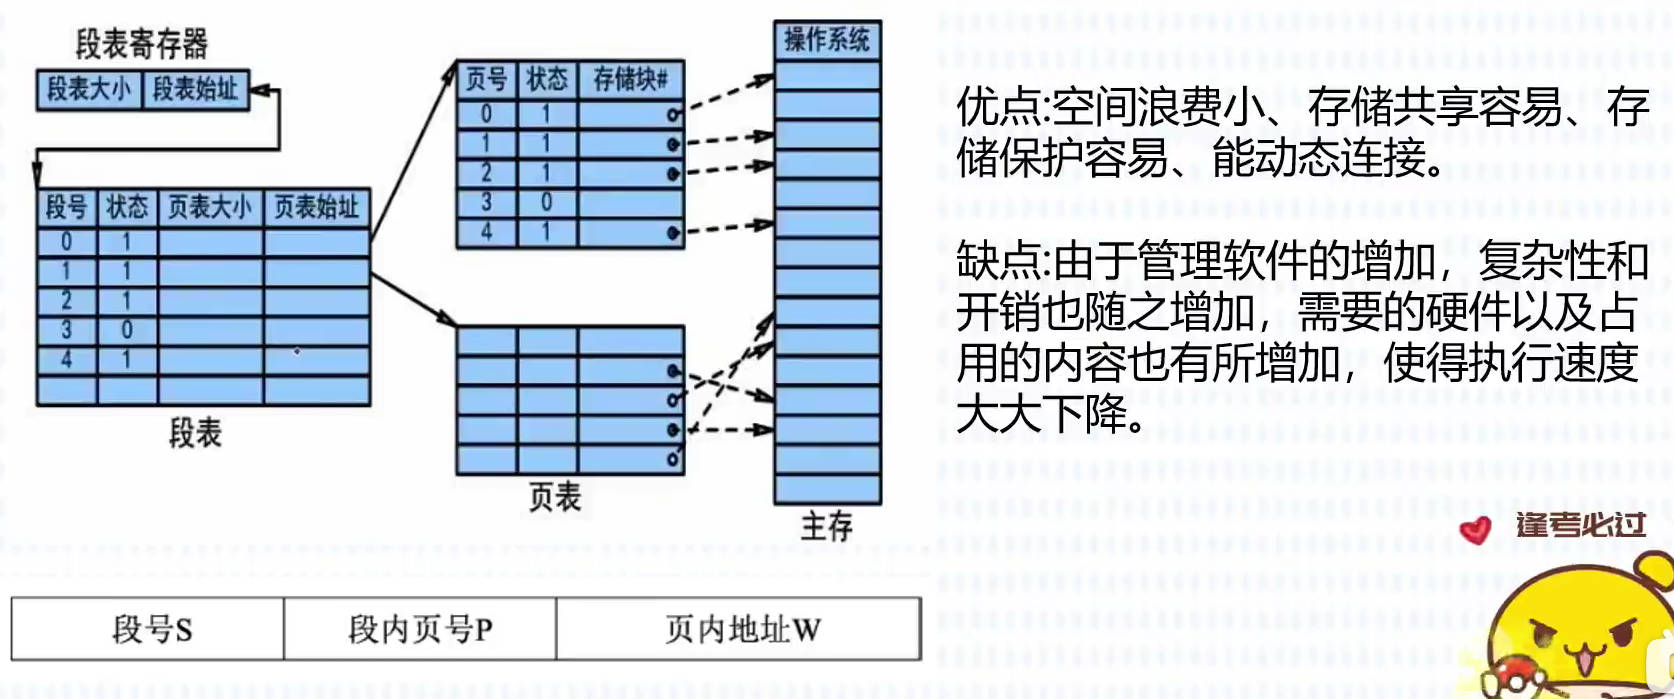 段表寄存器
段表大小 段表始址
段号 状态 页表大小 页表始址
0 1
1 1
2 1
3 0
4 1
段表
页号 状态 存储块#
0 1
1 1
2 1
3 0
4 1
页表
操作系统
主存
段号S 段内页号P 页内地址W
优点:空间浪费小、存储共享容易、存
储保护容易、能动态连接。
缺点:由于管理软件的增加，复杂性和
开销也随之增加，需要的硬件以及占
用的内容也有所增加，使得执行速度
大大下降。
逢考必过